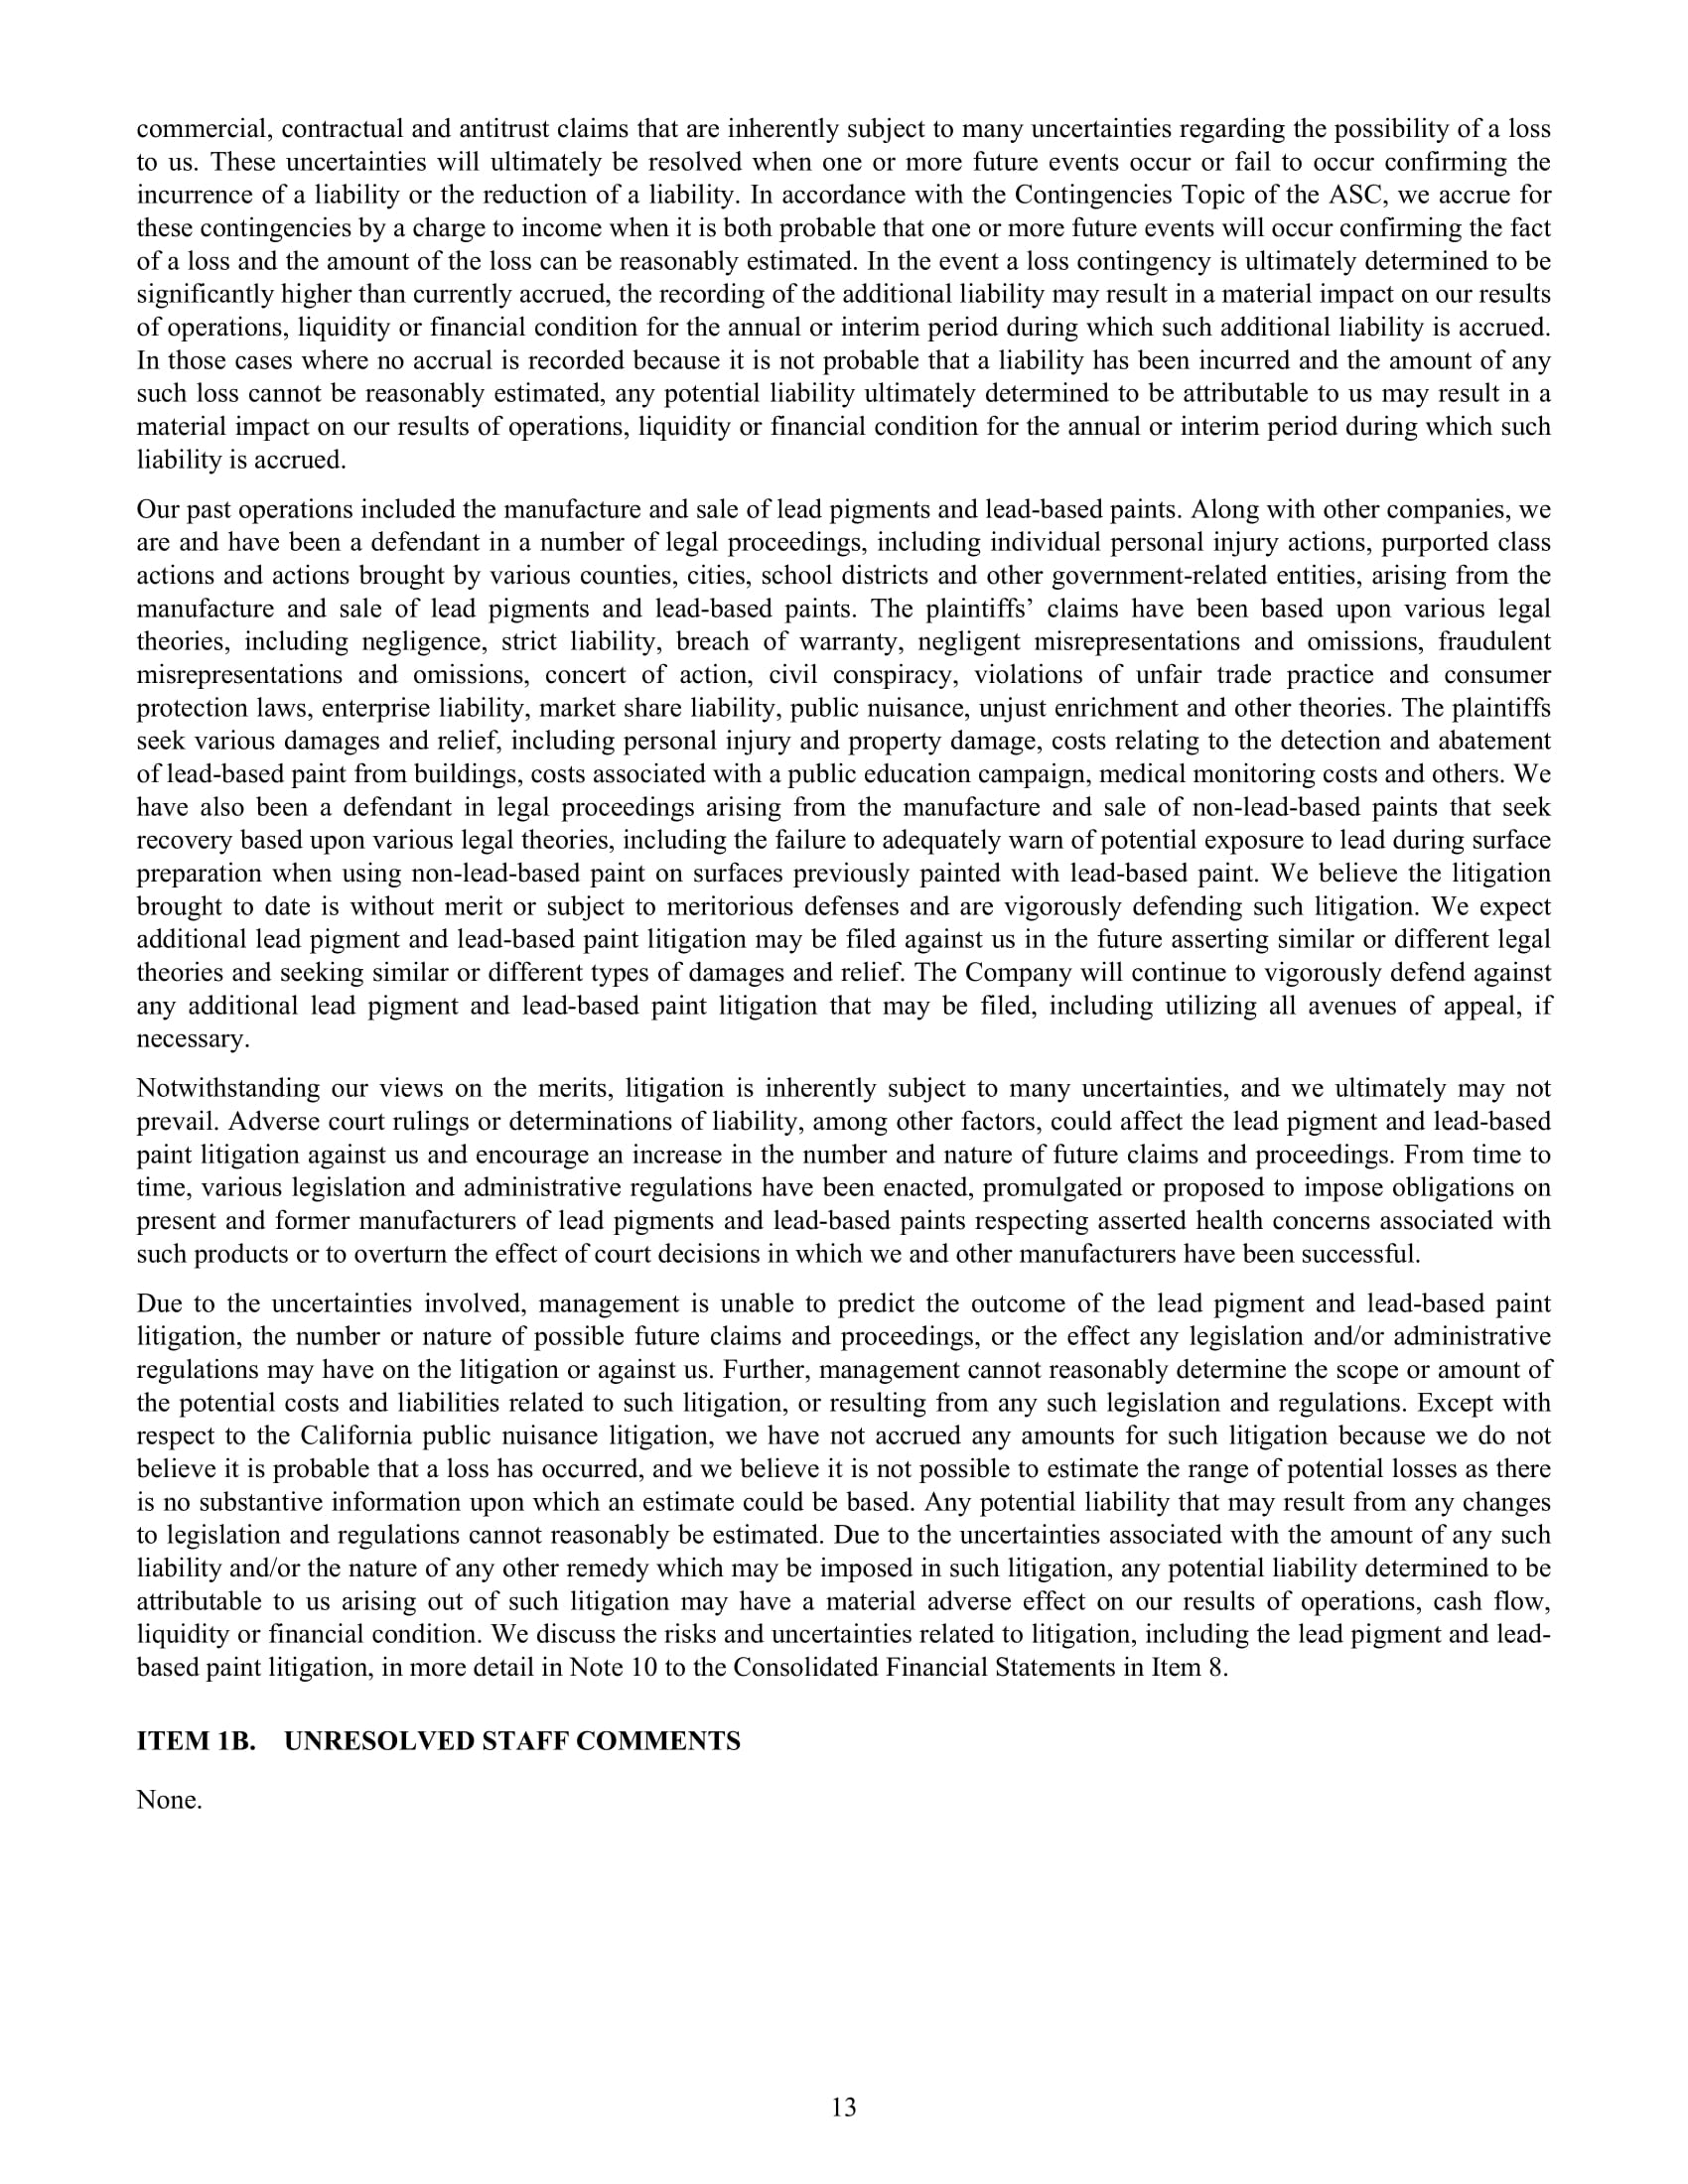 commercial, contractual and antitrust claims that are inherently subject to many uncertainties regarding the possibility of a loss
to us. These uncertainties will ultimately be resolved when one or more future events occur or fail to occur confirming the
incurrence of a liability or the reduction of a liability. In accordance with the Contingencies Topic of the ASC, we accrue for
these contingencies by a charge to income when it is both probable that one or more future events will occur confirming the fact
of a loss and the amount of the loss can be reasonably estimated. In the event a loss contingency is ultimately determined to be
significantly higher than currently accrued, the recording of the additional liability may result in a material impact on our results
of operations, liquidity or financial condition for the annual or interim period during which such additional liability is accrued.
In those cases where no accrual is recorded because it is not probable that a liability has been incurred and the amount of any
such loss cannot be reasonably estimated, any potential liability ultimately determined to be attributable to us may result in a
material impact on our results of operations, liquidity or financial condition for the annual or interim period during which such
liability is accrued.
Our past operations included the manufacture and sale of lead pigments and lead-based paints. Along with other companies, we
are and have been a defendant in a number of legal proceedings, including individual personal injury actions, purported class
actions and actions brought by various counties, cities, school districts and other government-related entities, arising from the
manufacture and sale of lead pigments and lead-based paints. The plaintiffs’ claims have been based upon various legal
theories, including negligence, strict liability, breach of warranty, negligent misrepresentations and omissions, fraudulent
misrepresentations and omissions, concert of action, civil conspiracy, violations of unfair trade practice and consumer
protection laws, enterprise liability, market share liability, public nuisance, unjust enrichment and other theories. The plaintiffs
seek various damages and relief, including personal injury and property damage, costs relating to the detection and abatement
of lead-based paint from buildings, costs associated with a public education campaign, medical monitoring costs and others. We
have also been a defendant in legal proceedings arising from the manufacture and sale of non-lead-based paints that seek
recovery based upon various legal theories, including the failure to adequately warn of potential exposure to lead during surface
preparation when using non-lead-based paint on surfaces previously painted with lead-based paint. We believe the litigation
brought to date is without merit or subject to meritorious defenses and are vigorously defending such litigation. We expect
additional lead pigment and lead-based paint litigation may be filed against us in the future asserting similar or different legal
theories and seeking similar or different types of damages and relief. The Company will continue to vigorously defend against
any additional lead pigment and lead-based paint litigation that may be filed, including utilizing all avenues of appeal, if
necessary.
Notwithstanding our views on the merits, litigation is inherently subject to many uncertainties, and we ultimately may not
prevail. Adverse court rulings or determinations of liability, among other factors, could affect the lead pigment and lead-based
paint litigation against us and encourage an increase in the number and nature of future claims and proceedings. From time to
time, various legislation and administrative regulations have been enacted, promulgated or proposed to impose obligations on
present and former manufacturers of lead pigments and lead-based paints respecting asserted health concerns associated with
such products or to overturn the effect of court decisions in which we and other manufacturers have been successful.
Due to the uncertainties involved, management is unable to predict the outcome of the lead pigment and lead-based paint
litigation, the number or nature of possible future claims and proceedings, or the effect any legislation and/or administrative
regulations may have on the litigation or against us. Further, management cannot reasonably determine the scope or amount of
the potential costs and liabilities related to such litigation, or resulting from any such legislation and regulations. Except with
respect to the California public nuisance litigation, we have not accrued any amounts for such litigation because we do not
believe it is probable that a loss has occurred, and we believe it is not possible to estimate the range of potential losses as there
is no substantive information upon which an estimate could be based. Any potential liability that may result from any changes
to legislation and regulations cannot reasonably be estimated. Due to the uncertainties associated with the amount of any such
liability and/or the nature of any other remedy which may be imposed in such litigation, any potential liability determined to be
attributable to us arising out of such litigation may have a material adverse effect on our results of operations, cash flow,
liquidity or financial condition. We discuss the risks and uncertainties related to litigation, including the lead pigment and lead-
based paint litigation, in more detail in Note 10 to the Consolidated Financial Statements in Item 8.
ITEM 1B. UNRESOLVED STAFF COMMENTS
None.
13